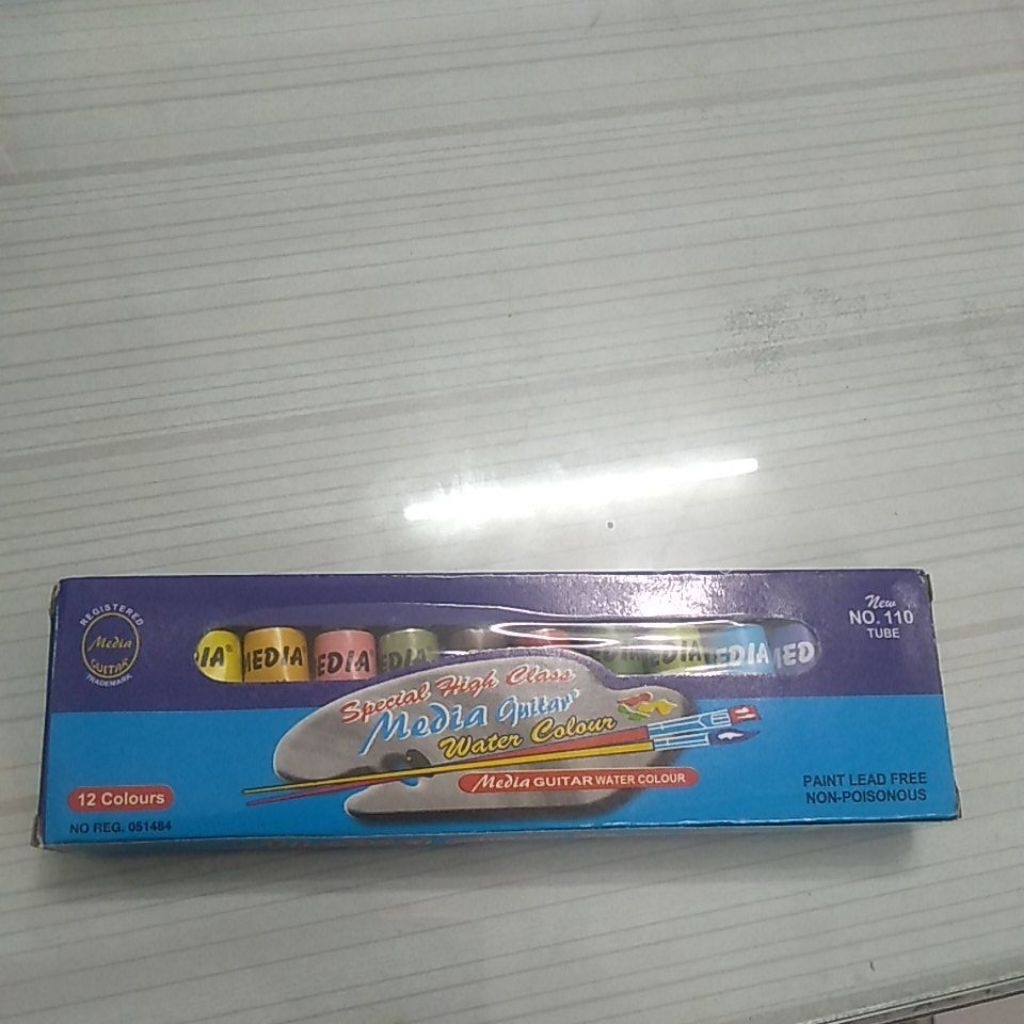 REGISTERED
Media
GUITAR
TRADEMARK
New
NO. 110
TUBE
IA®
MEDIA®
EDIA®
EDIA
EDIA
EDIA
MED
Special High Class
Media Guitar
Water Colour
Media GUITAR WATER COLOUR
12 Colours
NO REG. 051484
PAINT LEAD FREE
NON-POISONOUS